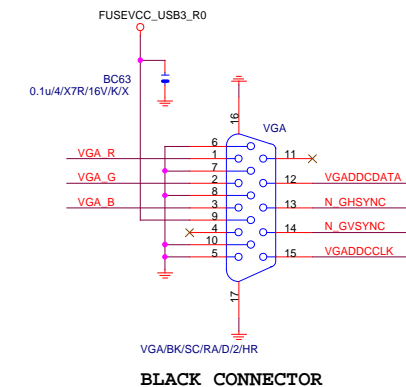 FUSEVCC_USB3_R0
BC63
0.1u/4/X7R/16V/K/X
16
VGA
6
VGA_R 1 11
7
VGA_G 2 12 VGADDCDATA
8
VGA_B 3 13 N_GHSYNC
9
4 14 N_GVSYNC
10
5 15 VGADDCCLK
17
VGA/BK/SC/RA/D/2/HR
BLACK CONNECTOR